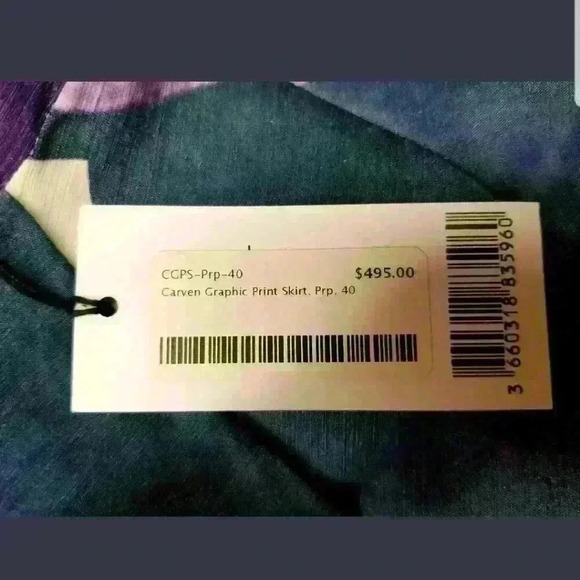 CGPS-Prp-40 $495.00
Carven Graphic Print Skirt, Prp, 40
3 660318 835960